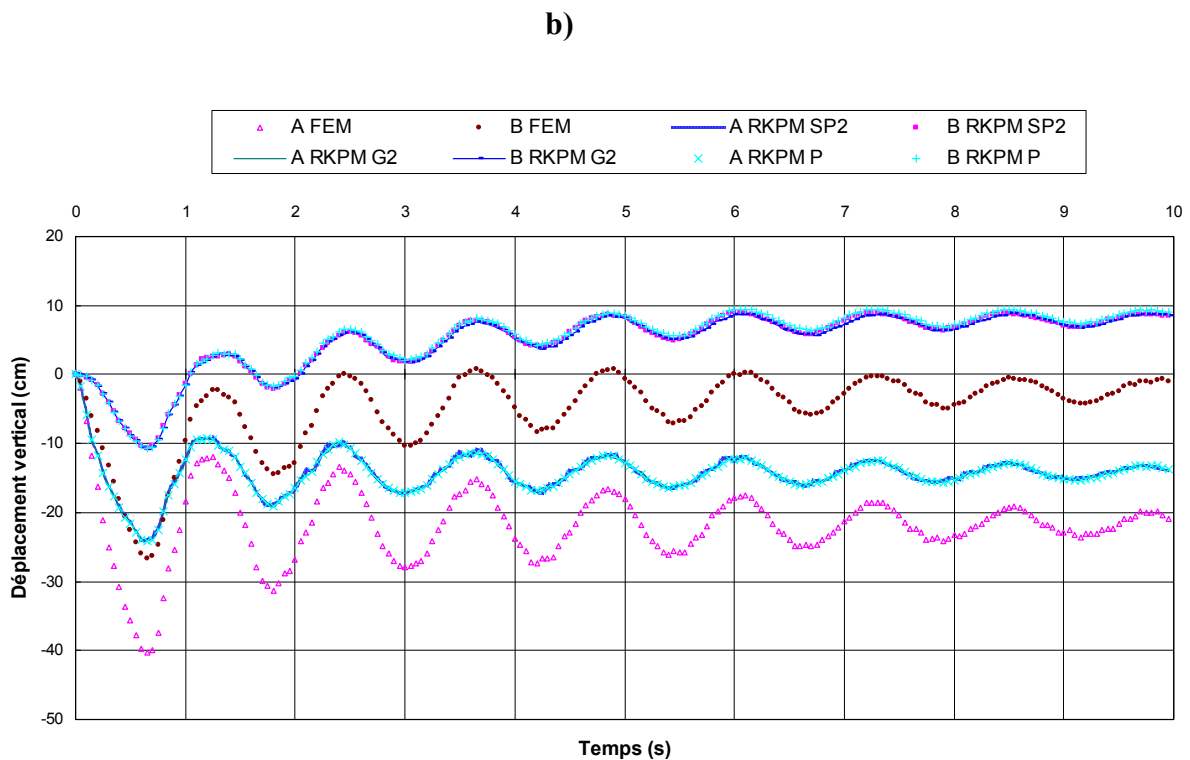 b)
A FEM B FEM A RKPM SP2 B RKPM SP2
A RKPM G2 B RKPM G2 A RKPM P B RKPM P
0 1 2 3 4 5 6 7 8 9 10
20
10
0
-10
-20
-30
-40
-50
Déplacement vertical (cm)
Temps (s)